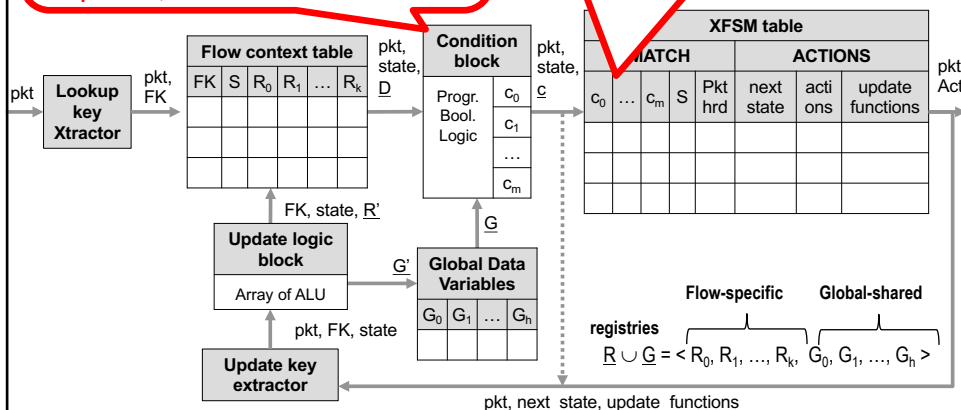 XFSM table
MATCH ACTIONS
c0 … cm S Pkt hrd next state acti ons update functions
pkt
Lookup
key
Xtractor
pkt,
FK
Flow context table
FK S R0 R1 … Rk
pkt,
state,
D
Condition
block
Progr.
Bool.
Logic
c0
c1
…
cm
pkt,
state,
c
pkt
Act
FK, state, R'
Update logic
block
Array of ALU
G'
G
Global Data
Variables
G0 G1 … Gh
pkt, FK, state
Update key
extractor
Flow-specific Global-shared
registries
R ∪ G = < R0, R1, …, Rk, G0, G1, …, Gh >
pkt, next state, update functions